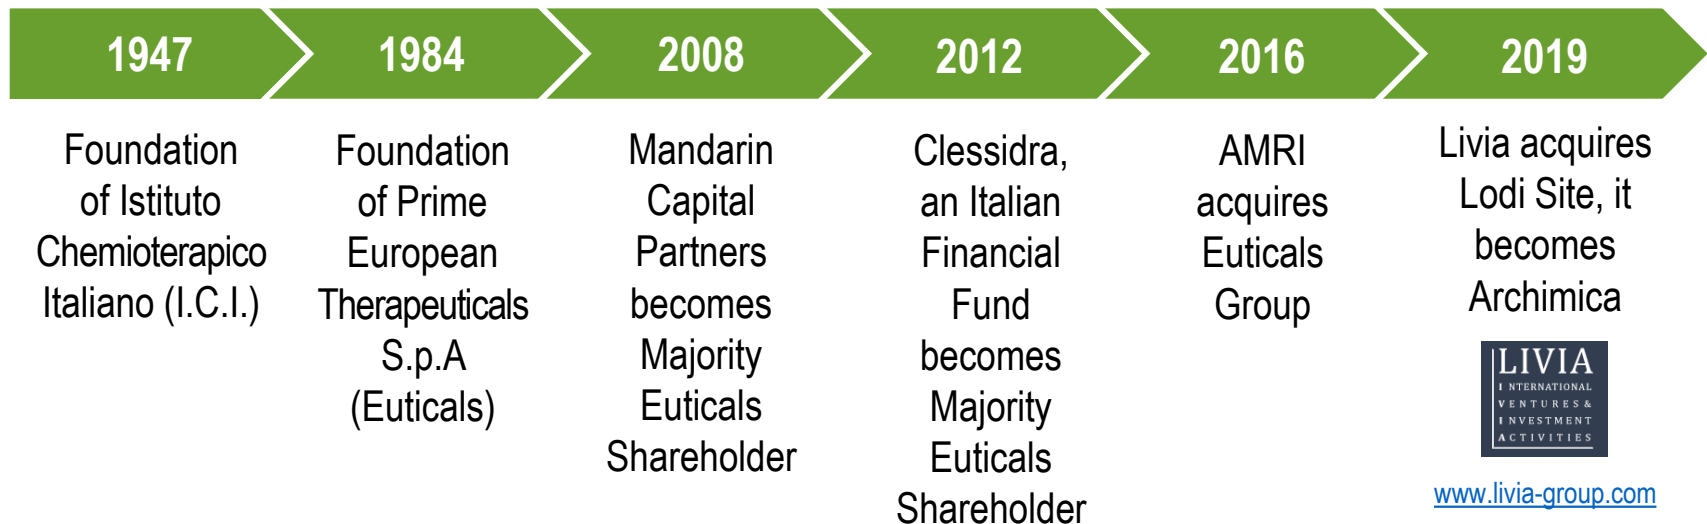 1947
Foundation
of Istituto
Chemioterapico
Italiano (I.C.I.)
1984
Foundation
of Prime
European
Therapeuticals
S.p.A
(Euticals)
2008
Mandarin
Capital
Partners
becomes
Majority
Euticals
Shareholder
2012
Clessidra,
an Italian
Financial
Fund
becomes
Majority
Euticals
Shareholder
2016
AMRI
acquires
Euticals
Group
2019
Livia acquires
Lodi Site, it
becomes
Archimica
LIVIA
INTERNATIONAL
VENTURES &
INVESTMENT
ACTIVITIES
www.livia-group.com